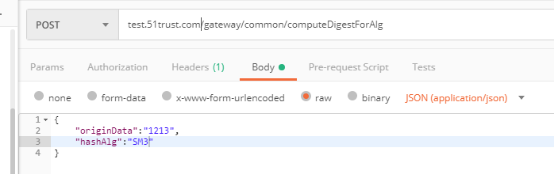 POST test.51trust.com/gateway/common/computeDigestForAlg
Params Authorization Headers (1) Body Pre-request Script Tests
none form-data x-www-form-urlencoded raw binary JSON (application/json)
1 {
2 "originData":"1213",
3 "hashAlg":"SM3"
4 }